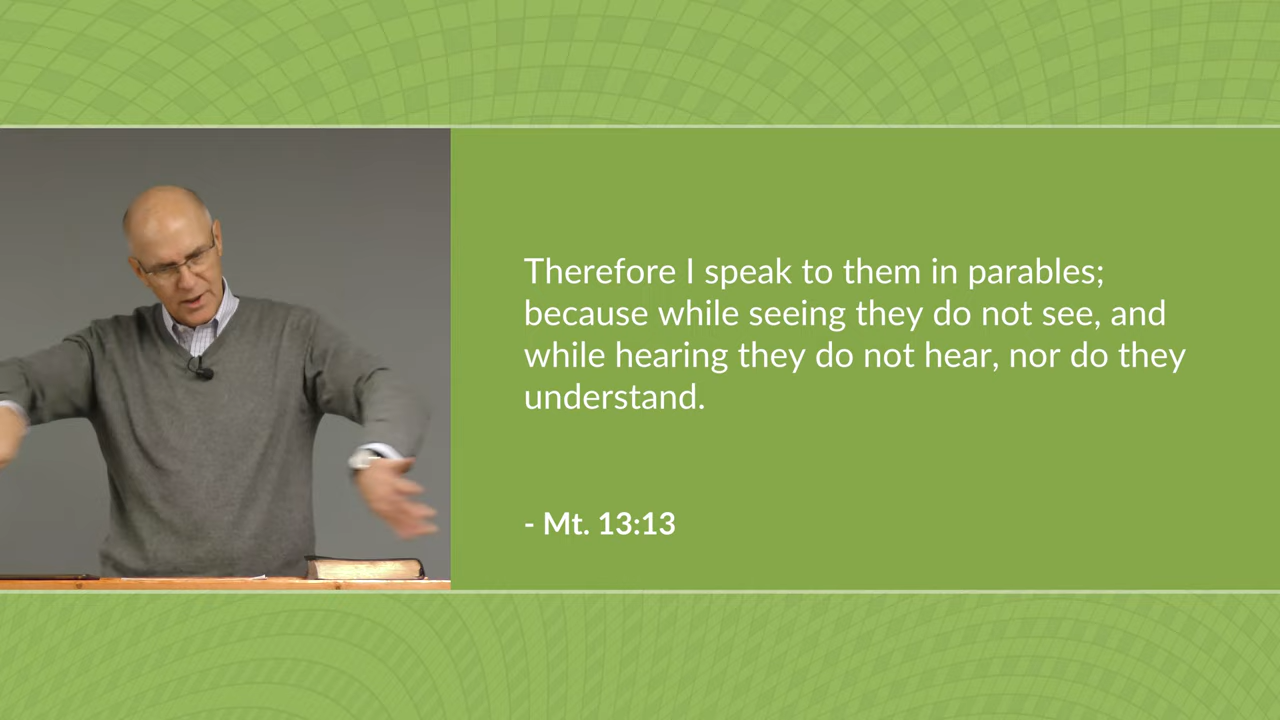 Therefore I speak to them in parables;
because while seeing they do not see, and
while hearing they do not hear, nor do they
understand.
- Mt. 13:13